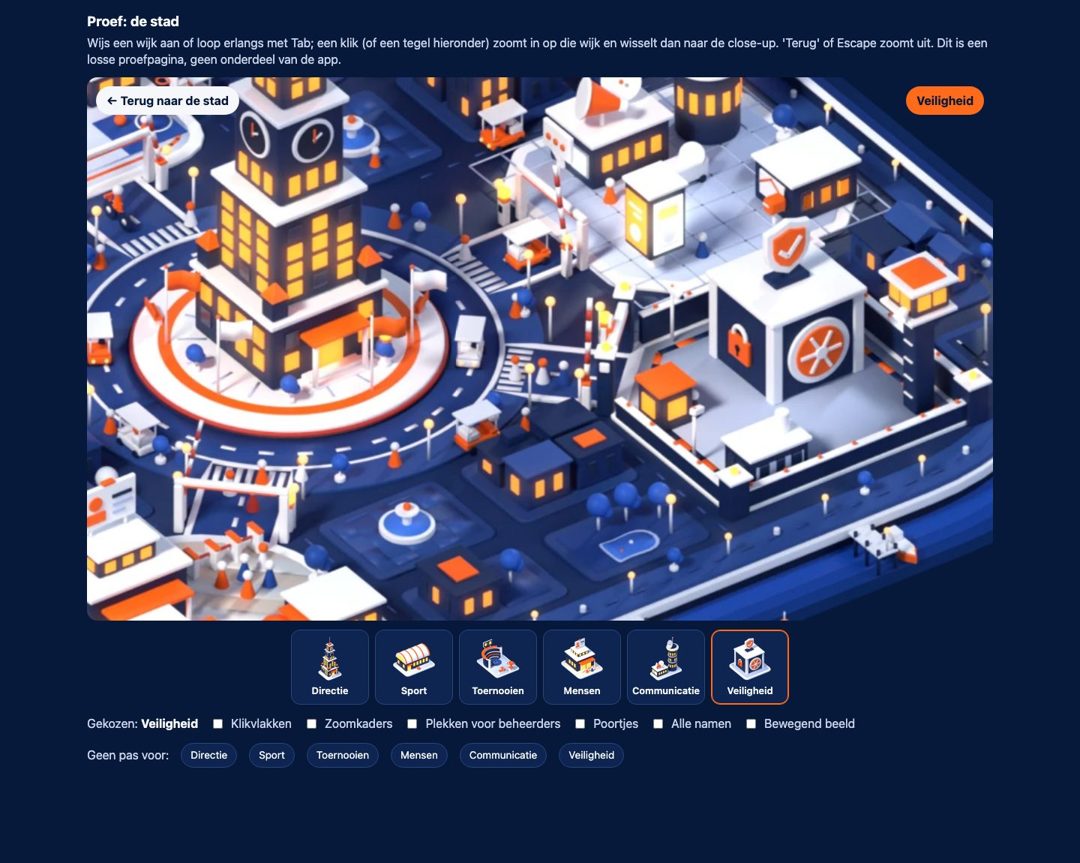 Proef: de stad
Wijs een wijk aan of loop erlangs met Tab; een klik (of een tegel hieronder) zoomt in op die wijk en wisselt dan naar de close-up. 'Terug' of Escape zoomt uit. Dit is een
losse proefpagina, geen onderdeel van de app.
← Terug naar de stad
Veiligheid
Directie
Sport
Toernooien
Mensen
Communicatie
Veiligheid
Gekozen: Veiligheid Klikvlakken Zoomkaders Plekken voor beheerders Poortjes Alle namen Bewegend beeld
Geen pas voor: Directie Sport Toernooien Mensen Communicatie Veiligheid